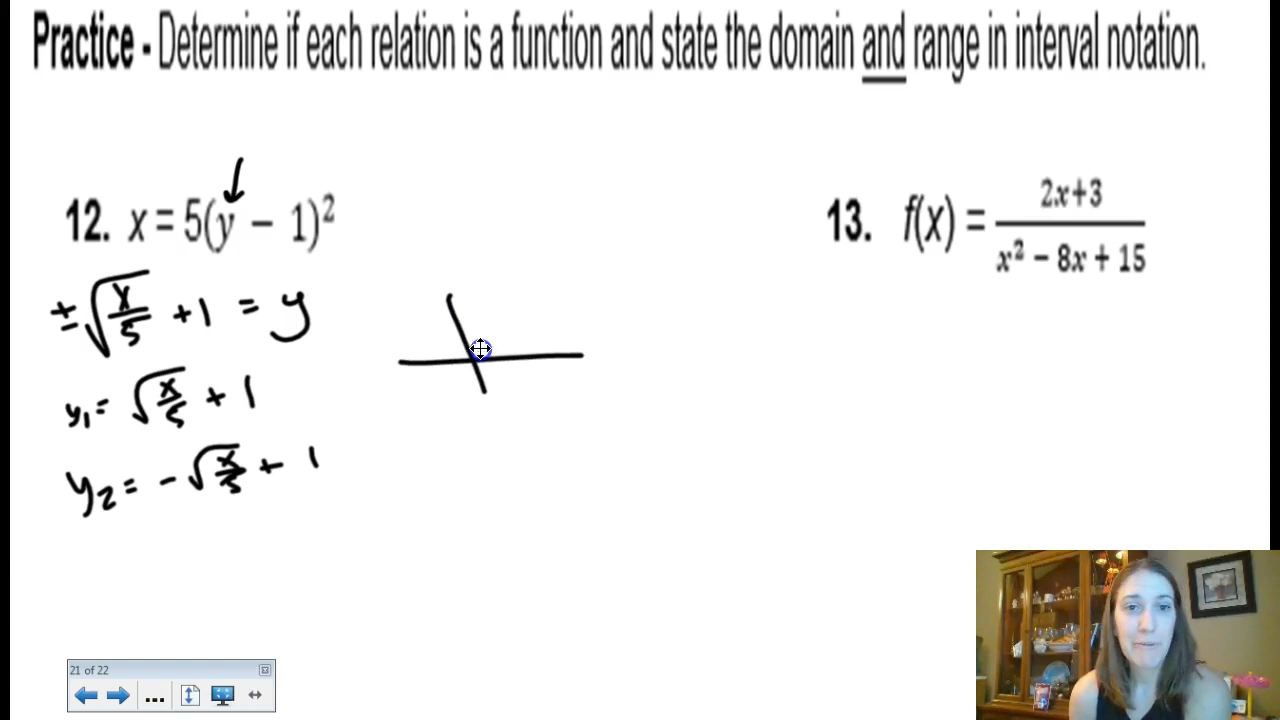 Practice - Determine if each relation is a function and state the domain and range in interval notation.
12. x = 5(y − 1)²
13. f(x) = (2x+3)/(x² − 8x + 15)
±√(x/5) + 1 = y
y₁ = √(x/5) + 1
y₂ = -√(x/5) + 1
21 of 22
...